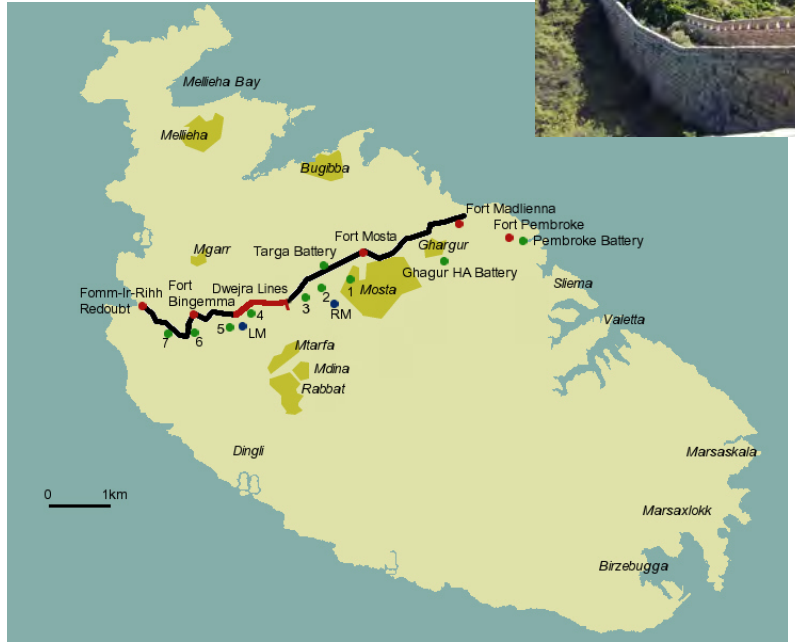 Mellieha Bay
Mellieha
Bugibba
Fort Madlienna
Fort Pembroke
Fort Mosta
Ghargur
Pembroke Battery
Mgarr
Targa Battery
Ghagur HA Battery
Fomm-Ir-Rihh
Redoubt
Fort
Bingemma
Dwejra Lines
1
2
3
4
5
6
7
RM
LM
Mosta
Sliema
Valetta
Mtarfa
Mdina
Rabbat
Dingli
0 1km
Marsaskala
Marsaxlokk
Birzebugga